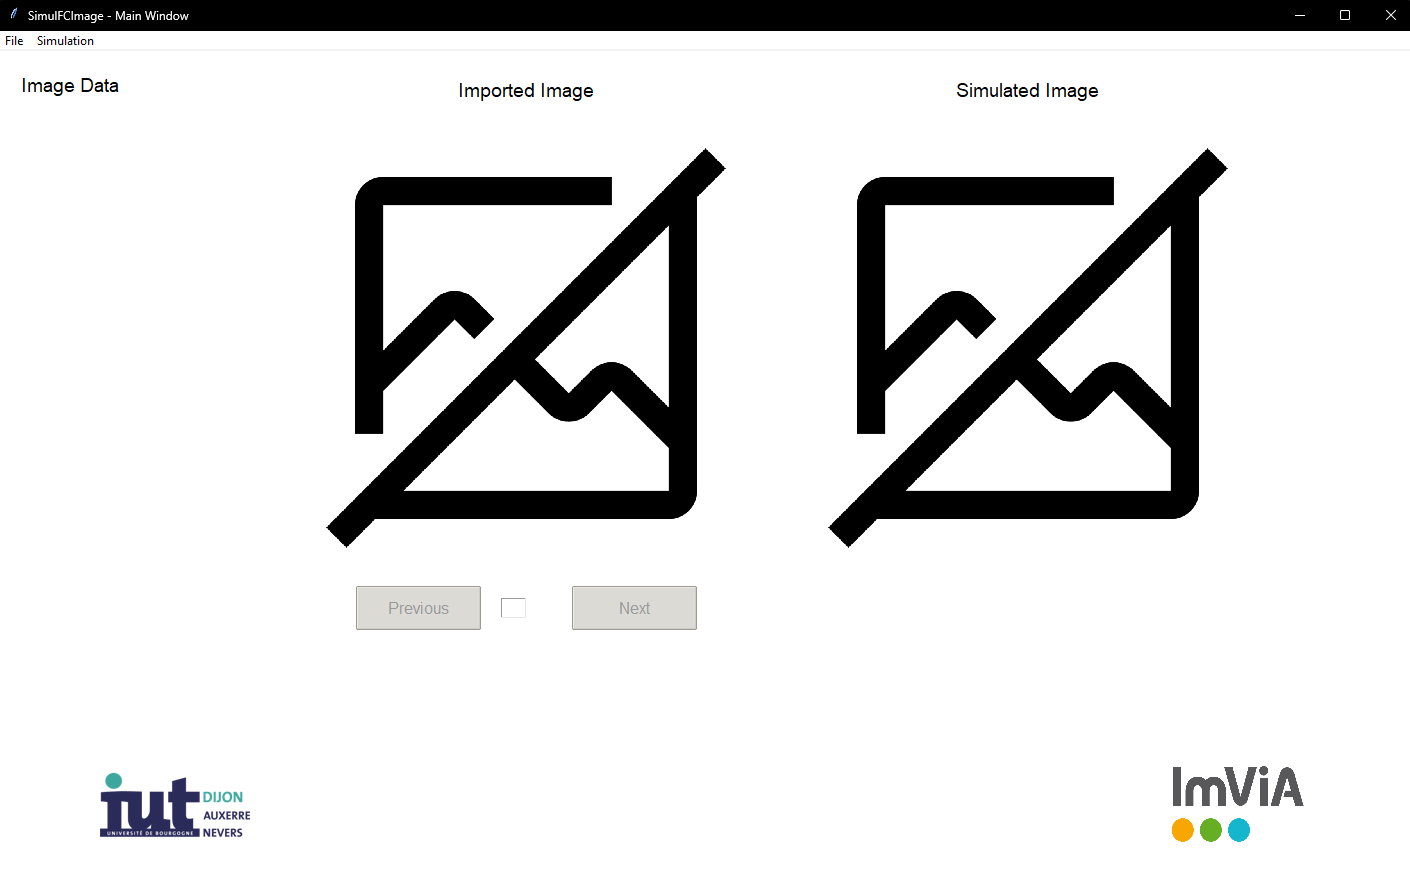 SimulFCImage - Main Window
File Simulation
Image Data
Imported Image
Simulated Image
Previous
Next
iut
UNIVERSITÉ DE BOURGOGNE
DIJON
AUXERRE
NEVERS
ImViA